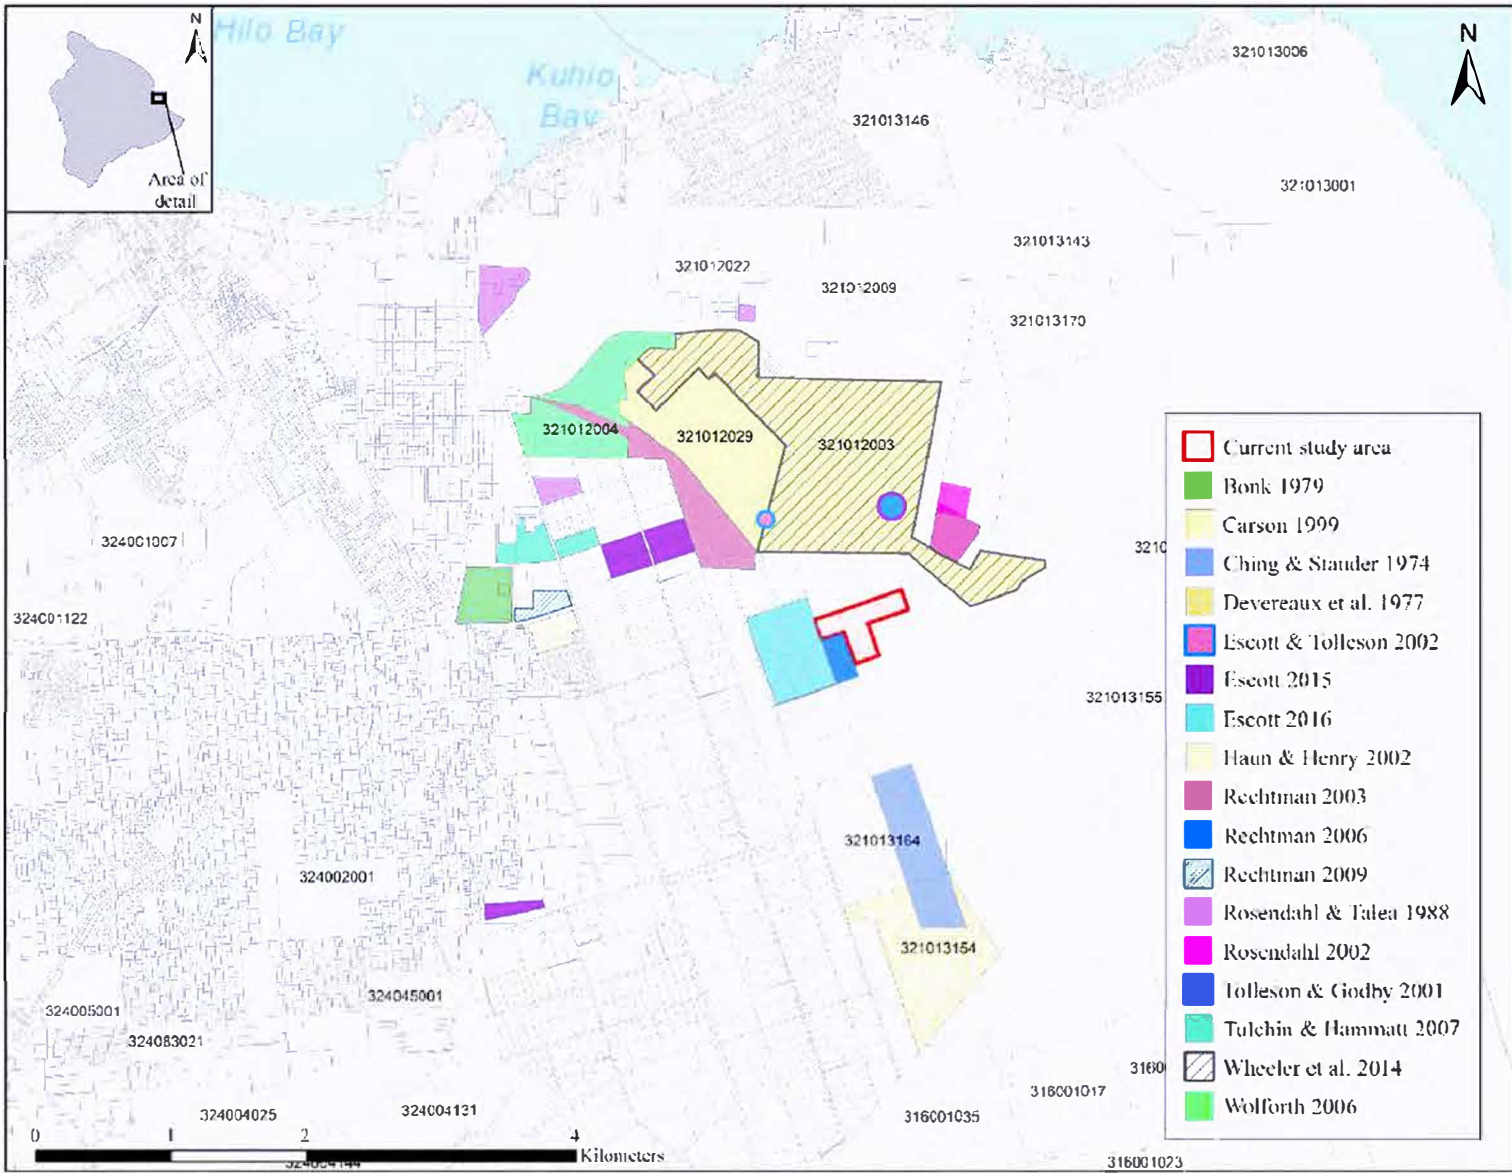 Hilo Bay
N
Area of
detail
Kuhio
Bay
N
321013006
321013146
321013001
321013143
321012022
321012009
321013170
321012004
321012029
321012003
324001007
3210
324001122
321013155
321013164
324002001
321013154
324045001
324005001
324083021
316001017
3160
324004025
324004131
316001035
316001023
324004144
0
1
2
4
Kilometers
Current study area
Bonk 1979
Carson 1999
Ching & Stauder 1974
Devereaux et al. 1977
Escott & Tolleson 2002
Escott 2015
Escott 2016
Haun & Henry 2002
Rechtman 2003
Rechtman 2006
Rechtman 2009
Rosendahl & Talea 1988
Rosendahl 2002
Tolleson & Godby 2001
Tulchin & Hammatt 2007
Wheeler et al. 2014
Wolforth 2006